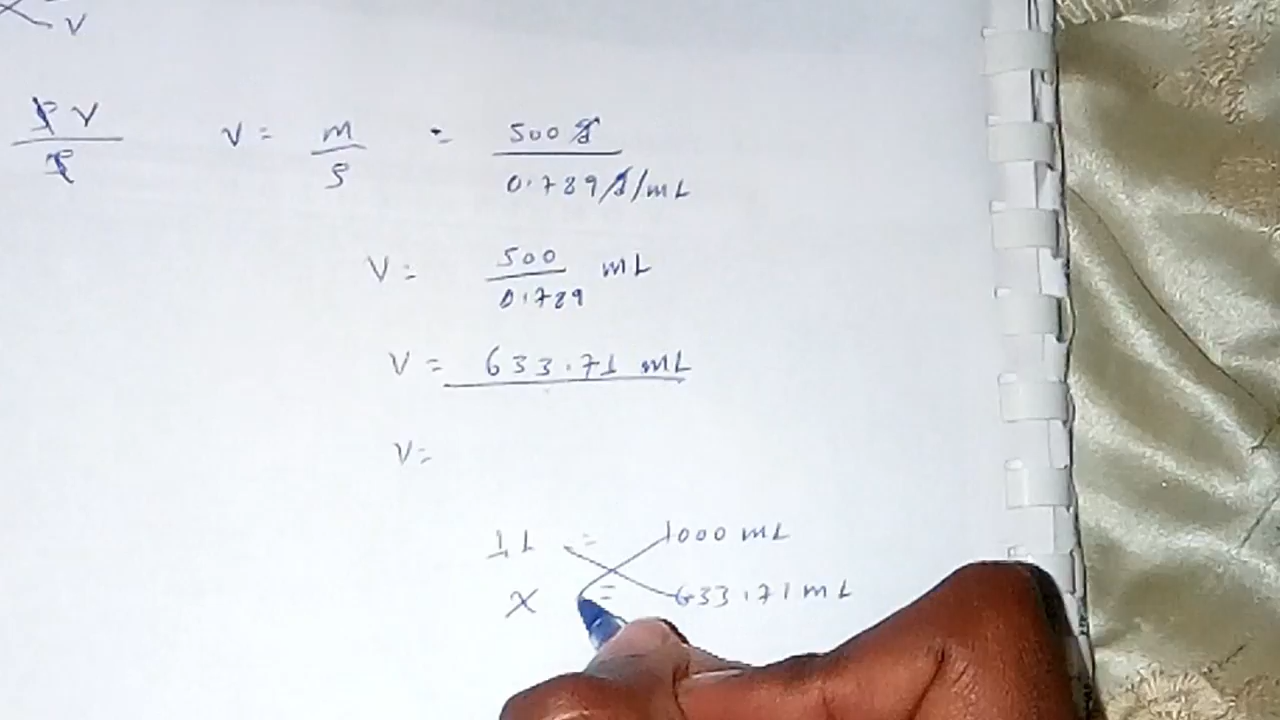 V
ρV / ρ V = m / ρ = 500 g / 0.789 g/mL
V = 500 / 0.789 mL
V = 633.71 mL
V =
1L = 1000 mL
X = 633.71 mL